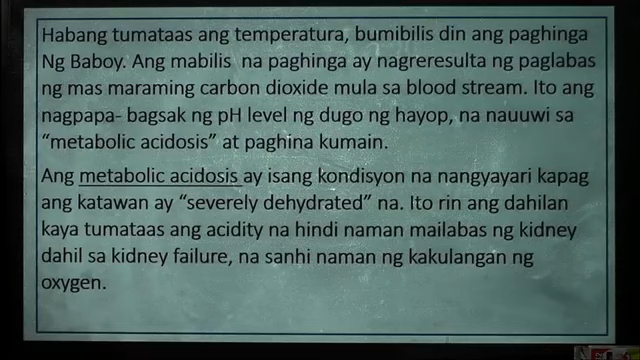 Habang tumataas ang temperatura, bumibilis din ang paghinga
Ng Baboy. Ang mabilis na paghinga ay nagreresulta ng paglabas
ng mas maraming carbon dioxide mula sa blood stream. Ito ang
nagpapa- bagsak ng pH level ng dugo ng hayop, na nauuwi sa
“metabolic acidosis” at paghina kumain.
Ang metabolic acidosis ay isang kondisyon na nangyayari kapag
ang katawan ay “severely dehydrated” na. Ito rin ang dahilan
kaya tumataas ang acidity na hindi naman mailabas ng kidney
dahil sa kidney failure, na sanhi naman ng kakulangan ng
oxygen.